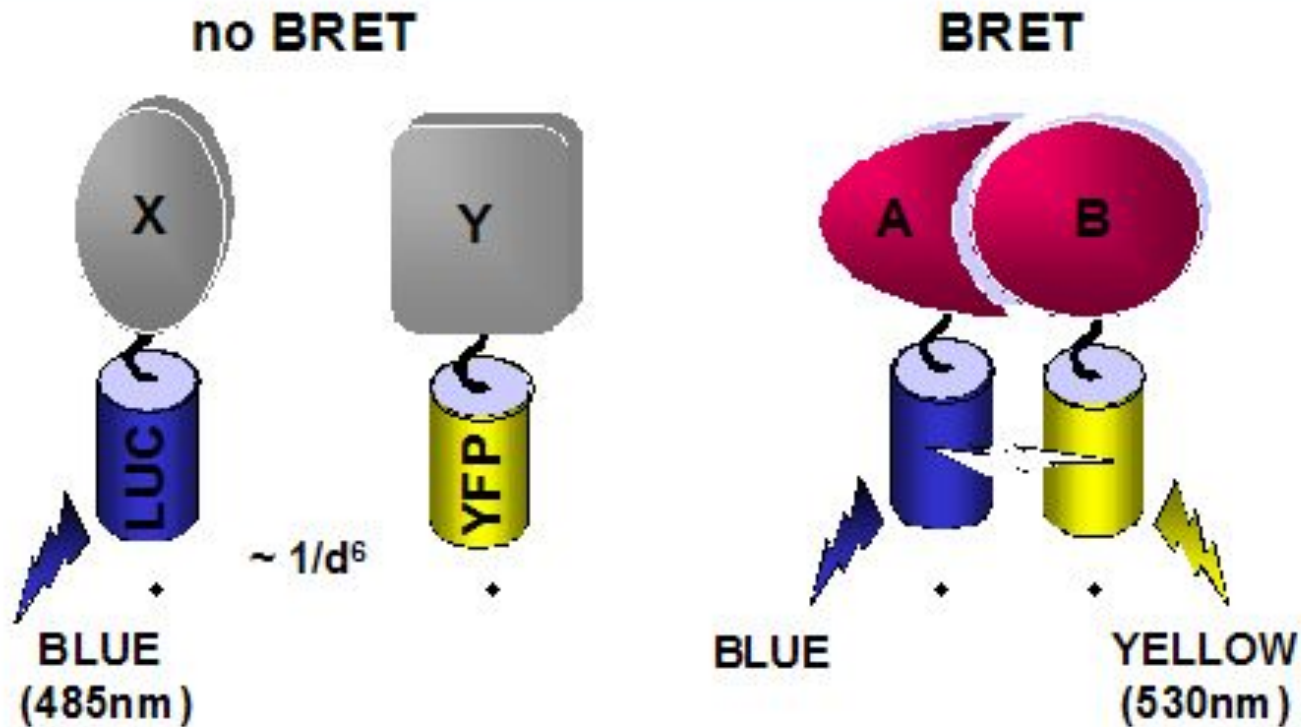 no BRET
BRET
X
Y
A
B
LUC
YFP
~ 1/d⁶
BLUE
(485nm)
BLUE
YELLOW
(530nm)